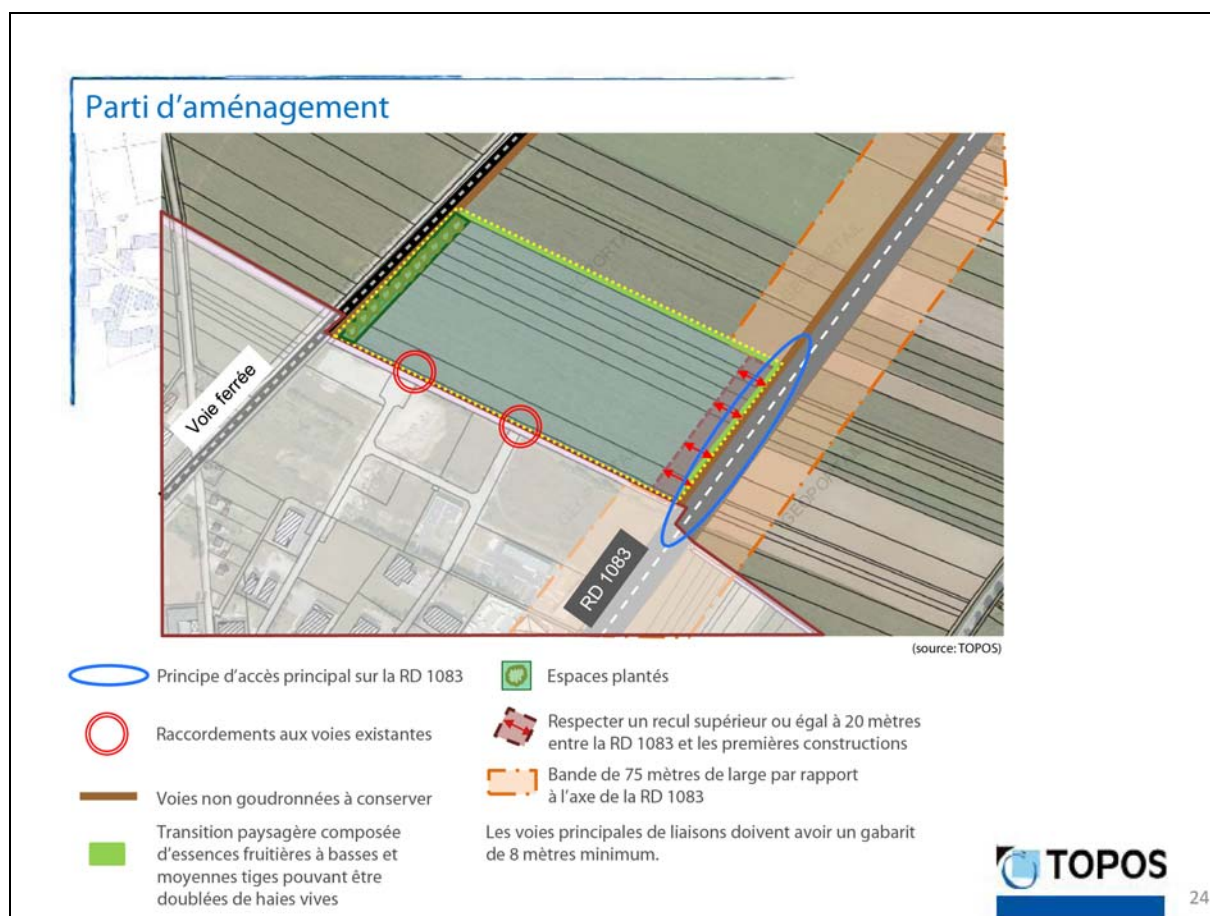 Parti d'aménagement
Voie ferrée
RD 1083
GEOPORTAIL
(source: TOPOS)
Principe d'accès principal sur la RD 1083
Raccordements aux voies existantes
Voies non goudronnées à conserver
Transition paysagère composée
d'essences fruitières à basses et
moyennes tiges pouvant être
doublées de haies vives
Espaces plantés
Respecter un recul supérieur ou égal à 20 mètres
entre la RD 1083 et les premières constructions
Bande de 75 mètres de large par rapport
à l'axe de la RD 1083
Les voies principales de liaisons doivent avoir un gabarit
de 8 mètres minimum.
TOPOS
24